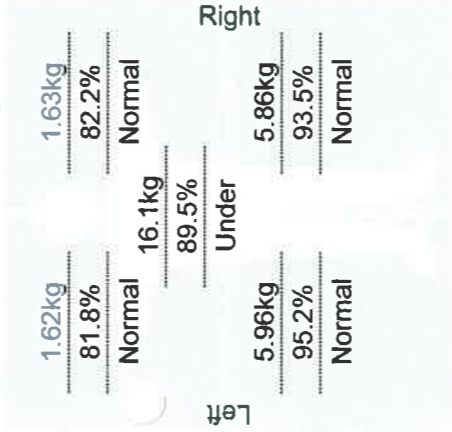 Right
1.62kg
81.8%
Normal
1.63kg
82.2%
Normal
16.1kg
89.5%
Under
5.96kg
95.2%
Normal
5.86kg
93.5%
Normal
Left